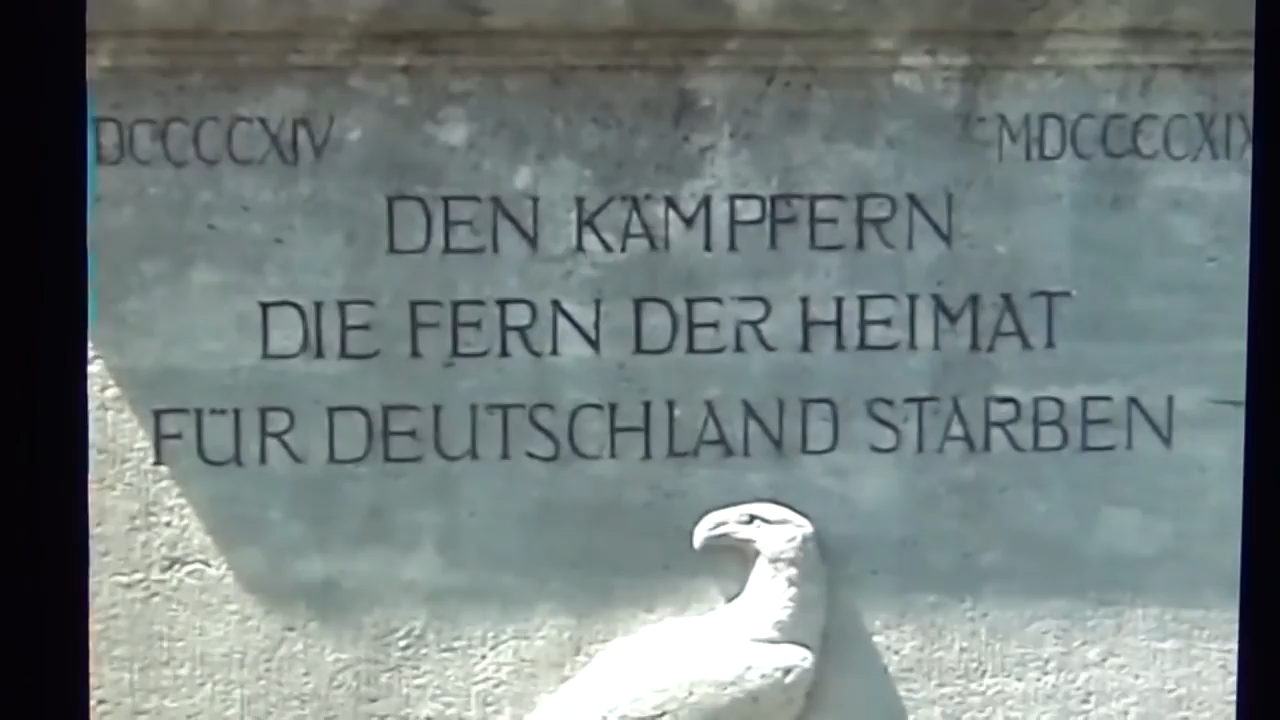 DCCCCXIV MDCCCCXIX
DEN KÄMPFERN
DIE FERN DER HEIMAT
FÜR DEUTSCHLAND STARBEN